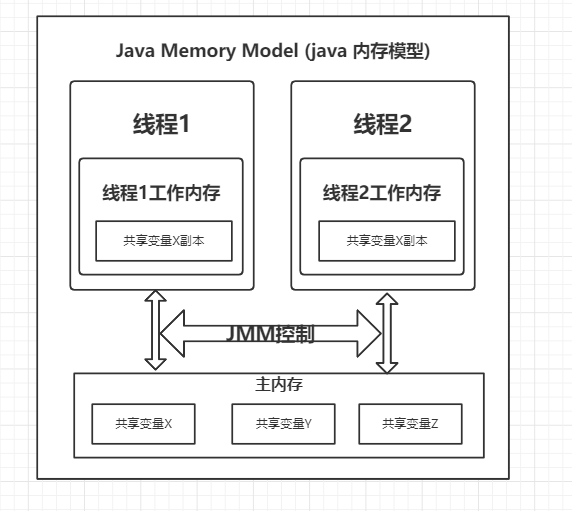 Java Memory Model (java 内存模型)
线程1
线程2
线程1工作内存
线程2工作内存
共享变量X副本
共享变量X副本
JMM控制
主内存
共享变量X
共享变量Y
共享变量Z